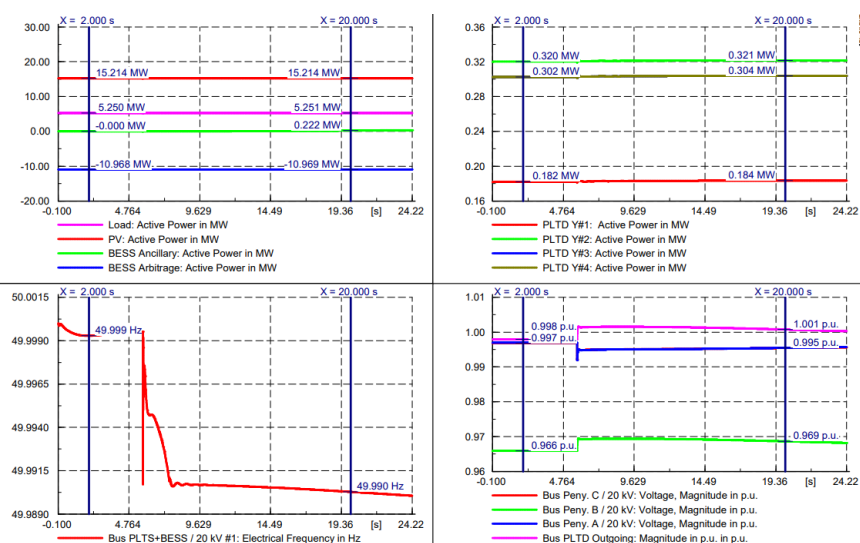 X = 2.000 s X = 20.000 s
30.00
20.00
10.00
0.00
-10.00
-20.00
15.214 MW 15.214 MW
5.250 MW 5.251 MW
-0.000 MW 0.222 MW
-10.968 MW -10.969 MW
-0.100 4.764 9.629 14.49 19.36 [s] 24.22
Load: Active Power in MW
PV: Active Power in MW
BESS Ancillary: Active Power in MW
BESS Arbitrage: Active Power in MW
X = 2.000 s X = 20.000 s
0.36
0.32
0.28
0.24
0.20
0.16
0.320 MW 0.321 MW
0.302 MW 0.304 MW
0.182 MW 0.184 MW
-0.100 4.764 9.629 14.49 19.36 [s] 24.22
PLTD Y#1: Active Power in MW
PLTD Y#2: Active Power in MW
PLTD Y#3: Active Power in MW
PLTD Y#4: Active Power in MW
X = 2.000 s X = 20.000 s
50.0015
49.9990
49.9965
49.9940
49.9915
49.9890
49.999 Hz
49.990 Hz
-0.100 4.764 9.629 14.49 19.36 [s] 24.22
Bus PLTS+BESS / 20 kV #1: Electrical Frequency in Hz
X = 2.000 s X = 20.000 s
1.01
1.00
0.99
0.98
0.97
0.96
0.998 p.u. 1.001 p.u.
0.997 p.u. 0.995 p.u.
0.966 p.u. 0.969 p.u.
-0.100 4.764 9.629 14.49 19.36 [s] 24.22
Bus Peny. C / 20 kV: Voltage, Magnitude in p.u.
Bus Peny. B / 20 kV: Voltage, Magnitude in p.u.
Bus Peny. A / 20 kV: Voltage, Magnitude in p.u.
Bus PLTD Outgoing: Magnitude in p.u. in p.u.